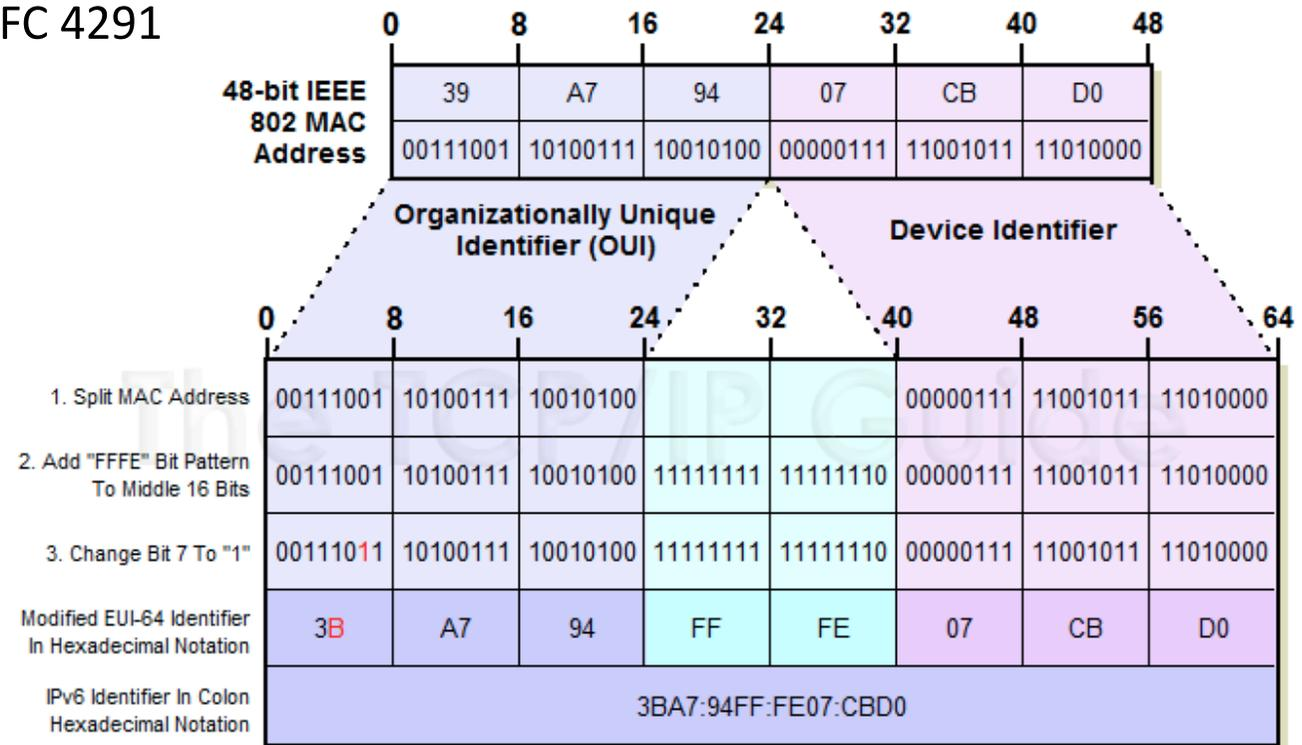 FC 4291
0 8 16 24 32 40 48
48-bit IEEE
802 MAC
Address
39 A7 94 07 CB D0
00111001 10100111 10010100 00000111 11001011 11010000
Organizationally Unique
Identifier (OUI)
Device Identifier
0 8 16 24 32 40 48 56 64
The TCP/IP Guide
1. Split MAC Address 00111001 10100111 10010100 00000111 11001011 11010000
2. Add "FFFE" Bit Pattern
To Middle 16 Bits
00111001 10100111 10010100 11111111 11111110 00000111 11001011 11010000
3. Change Bit 7 To "1" 00111011 10100111 10010100 11111111 11111110 00000111 11001011 11010000
Modified EUI-64 Identifier
In Hexadecimal Notation
3B A7 94 FF FE 07 CB D0
IPv6 Identifier In Colon
Hexadecimal Notation
3BA7:94FF:FE07:CBD0